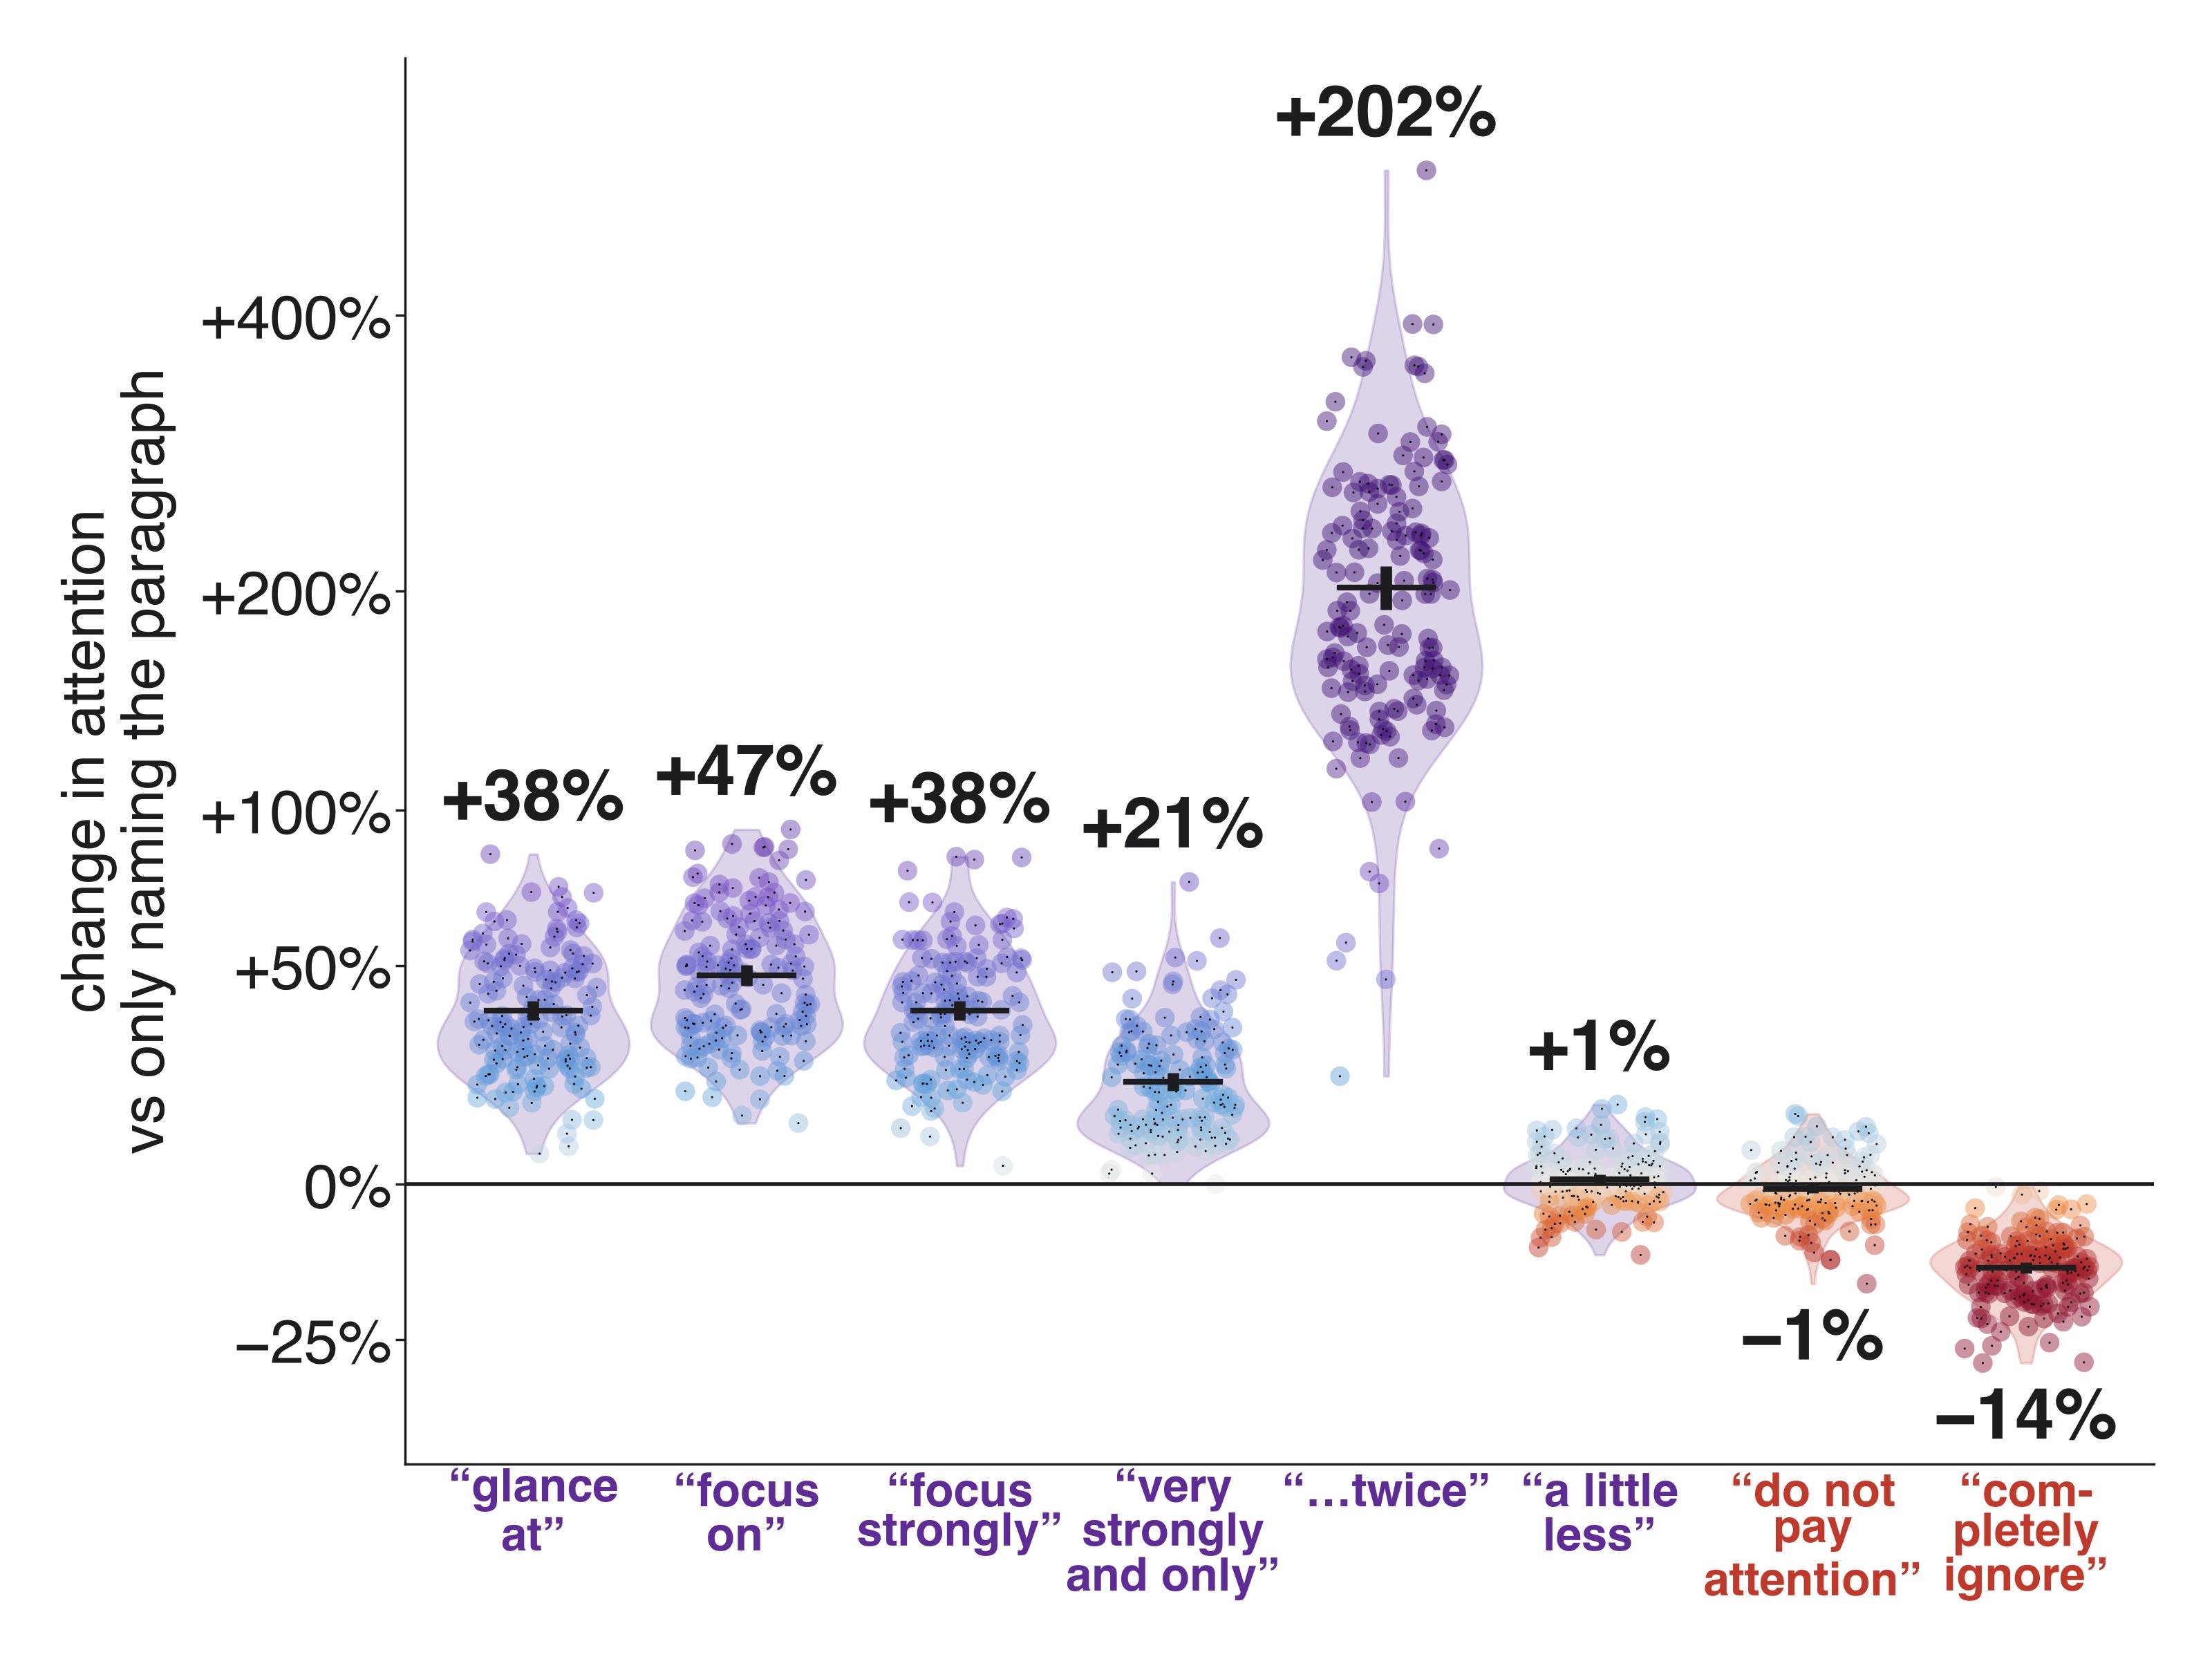 change in attention
vs only naming the paragraph
+400%
+200%
+100%
+50%
0%
−25%
+38%
+47%
+38%
+21%
+202%
+1%
−1%
−14%
“glance
at”
“focus
on”
“focus
strongly”
“very
strongly
and only”
“…twice”
“a little
less”
“do not
pay
attention”
“com-
pletely
ignore”